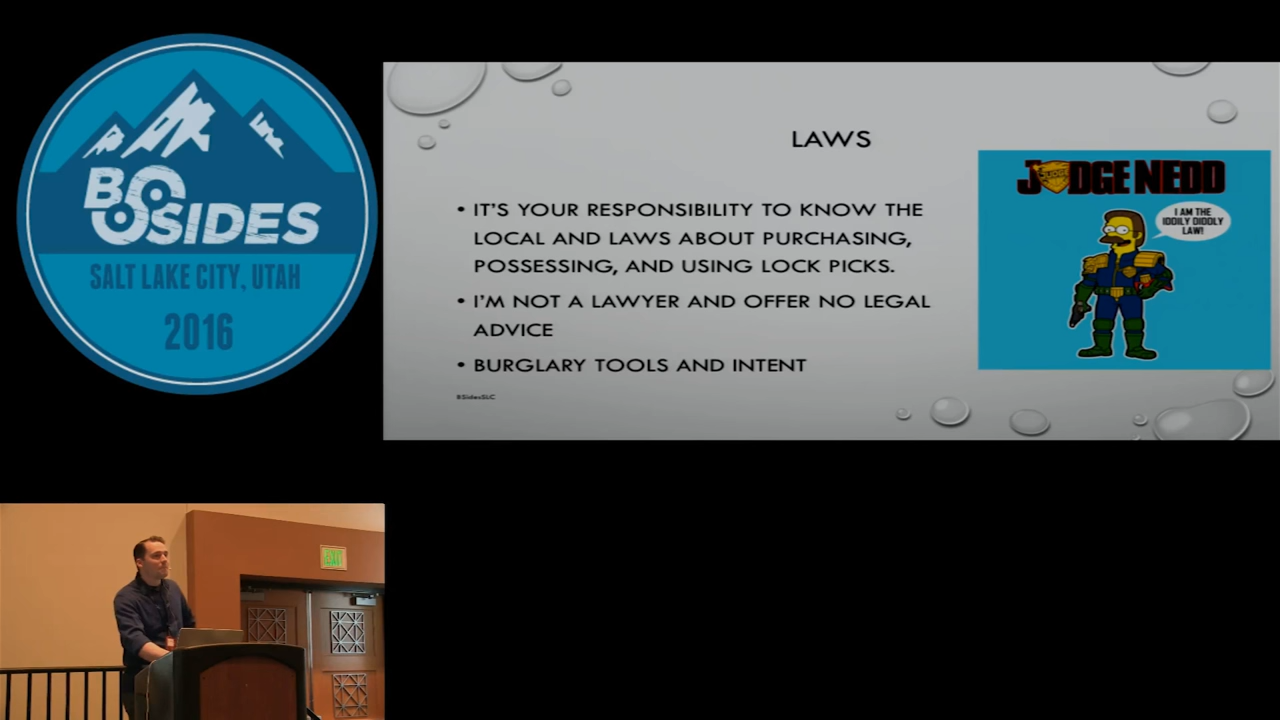 BSIDES
SALT LAKE CITY, UTAH
2016
LAWS
• IT'S YOUR RESPONSIBILITY TO KNOW THE
LOCAL AND LAWS ABOUT PURCHASING,
POSSESSING, AND USING LOCK PICKS.
• I'M NOT A LAWYER AND OFFER NO LEGAL
ADVICE
• BURGLARY TOOLS AND INTENT
BSidesSLC
JUDGE NEDD
I AM THE
IDDILY DIDDLY
LAW!
EXIT